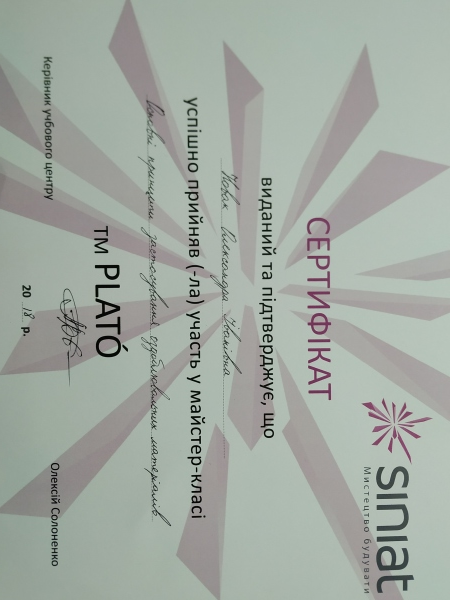 siniat
Мистецтво будувати
СЕРТИФІКАТ
виданий та підтверджує, що
Новак Олександра Іванівна
успішно прийняв (-ла) участь у майстер-класі
Основні принципи застосування оздоблювальних матеріалів
ТМ PLATÓ
Керівник учбового центру
Олексій Солоненко
20 18 р.